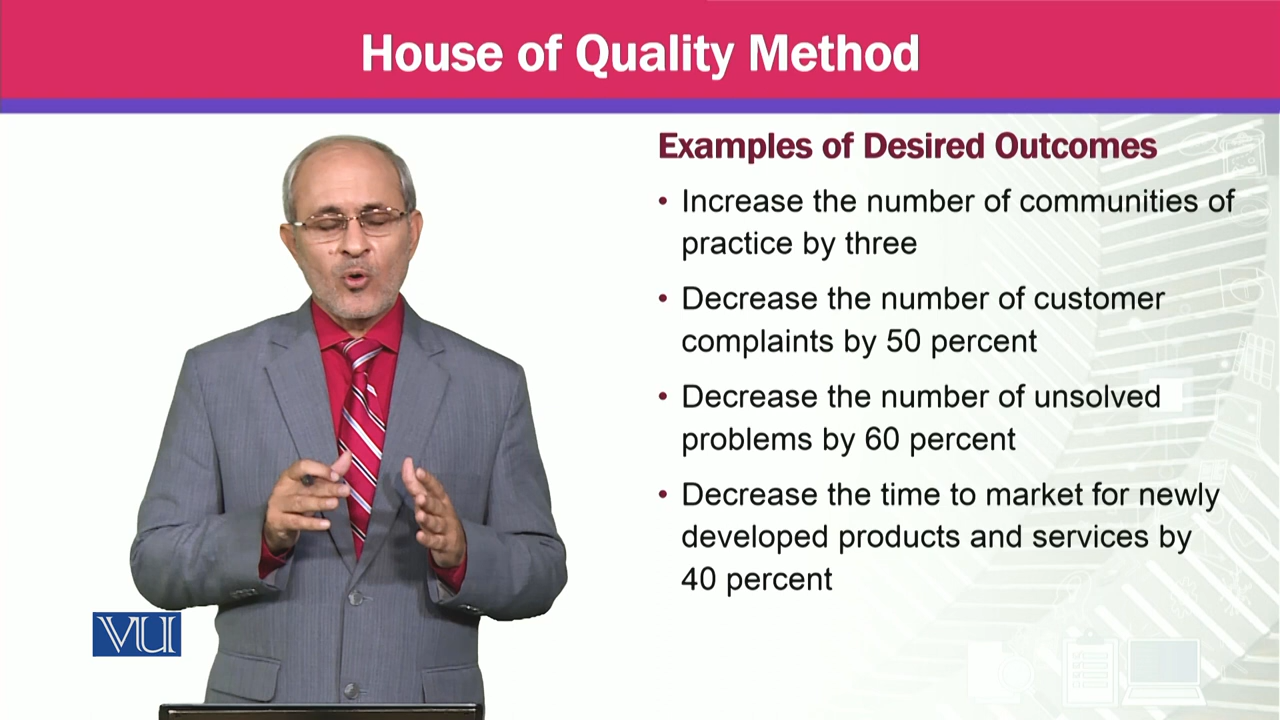 House of Quality Method
Examples of Desired Outcomes
• Increase the number of communities of
practice by three
• Decrease the number of customer
complaints by 50 percent
• Decrease the number of unsolved
problems by 60 percent
• Decrease the time to market for newly
developed products and services by
40 percent
VU